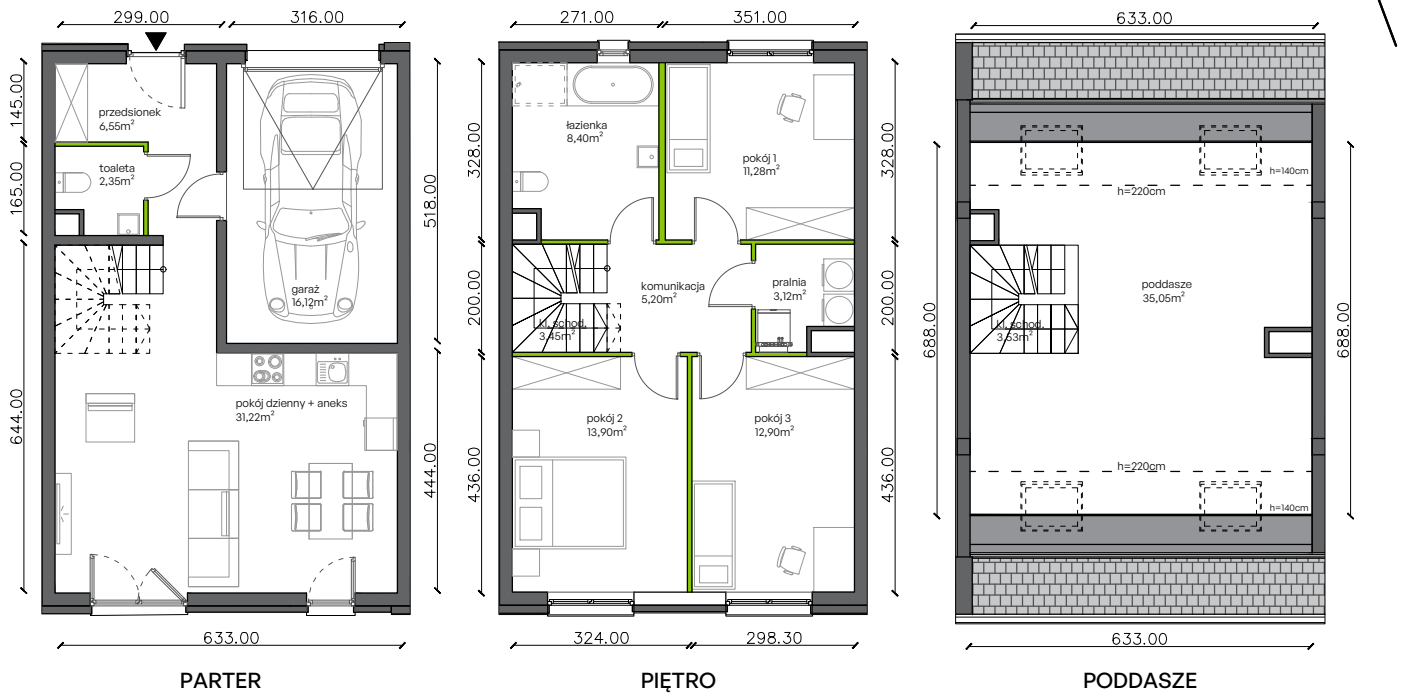 299.00
316.00
145.00
165.00
644.00
518.00
444.00
przedsionek
6,55m²
toaleta
2,35m²
garaż
16,12m²
pokój dzienny + aneks
31,22m²
633.00
PARTER
271.00
351.00
328.00
200.00
436.00
328.00
200.00
436.00
łazienka
8,40m²
pokój 1
11,28m²
komunikacja
5,20m²
pralnia
3,12m²
kl. schod.
3,45m²
pokój 2
13,90m²
pokój 3
12,90m²
324.00
298.30
PIĘTRO
633.00
688.00
688.00
h=140cm
h=220cm
poddasze
35,05m²
kl. schod.
3,53m²
h=220cm
h=140cm
633.00
PODDASZE